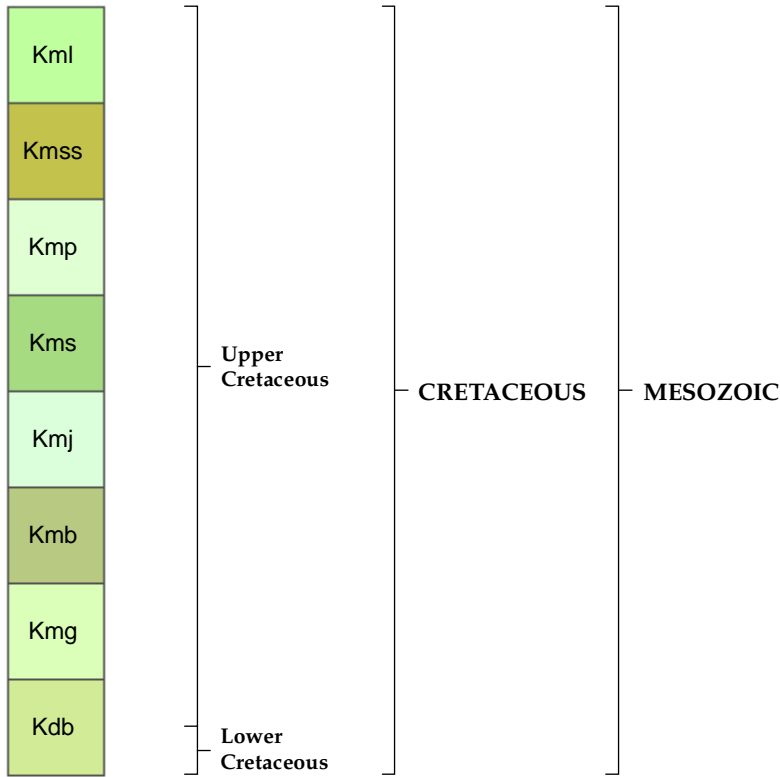 Kml
Kmss
Kmp
Kms
Kmj
Kmb
Kmg
Kdb
Upper
Cretaceous
Lower
Cretaceous
CRETACEOUS
MESOZOIC